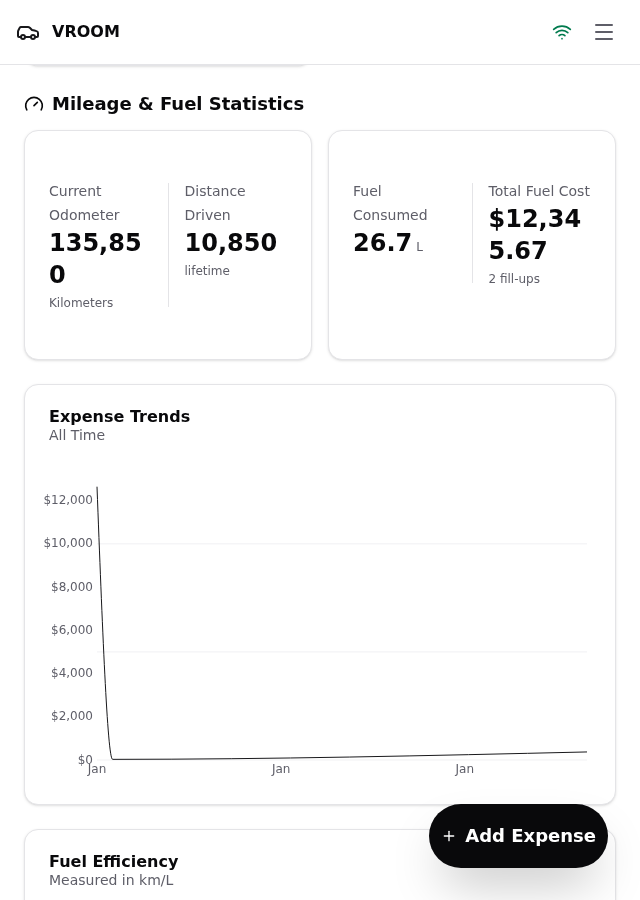 VROOM
Mileage & Fuel Statistics
Current
Odometer
135,85
0
Kilometers
Distance
Driven
10,850
lifetime
Fuel
Consumed
26.7 L
Total Fuel Cost
$12,34
5.67
2 fill-ups
Expense Trends
All Time
$12,000
$10,000
$8,000
$6,000
$4,000
$2,000
$0
Jan Jan Jan
+ Add Expense
Fuel Efficiency
Measured in km/L